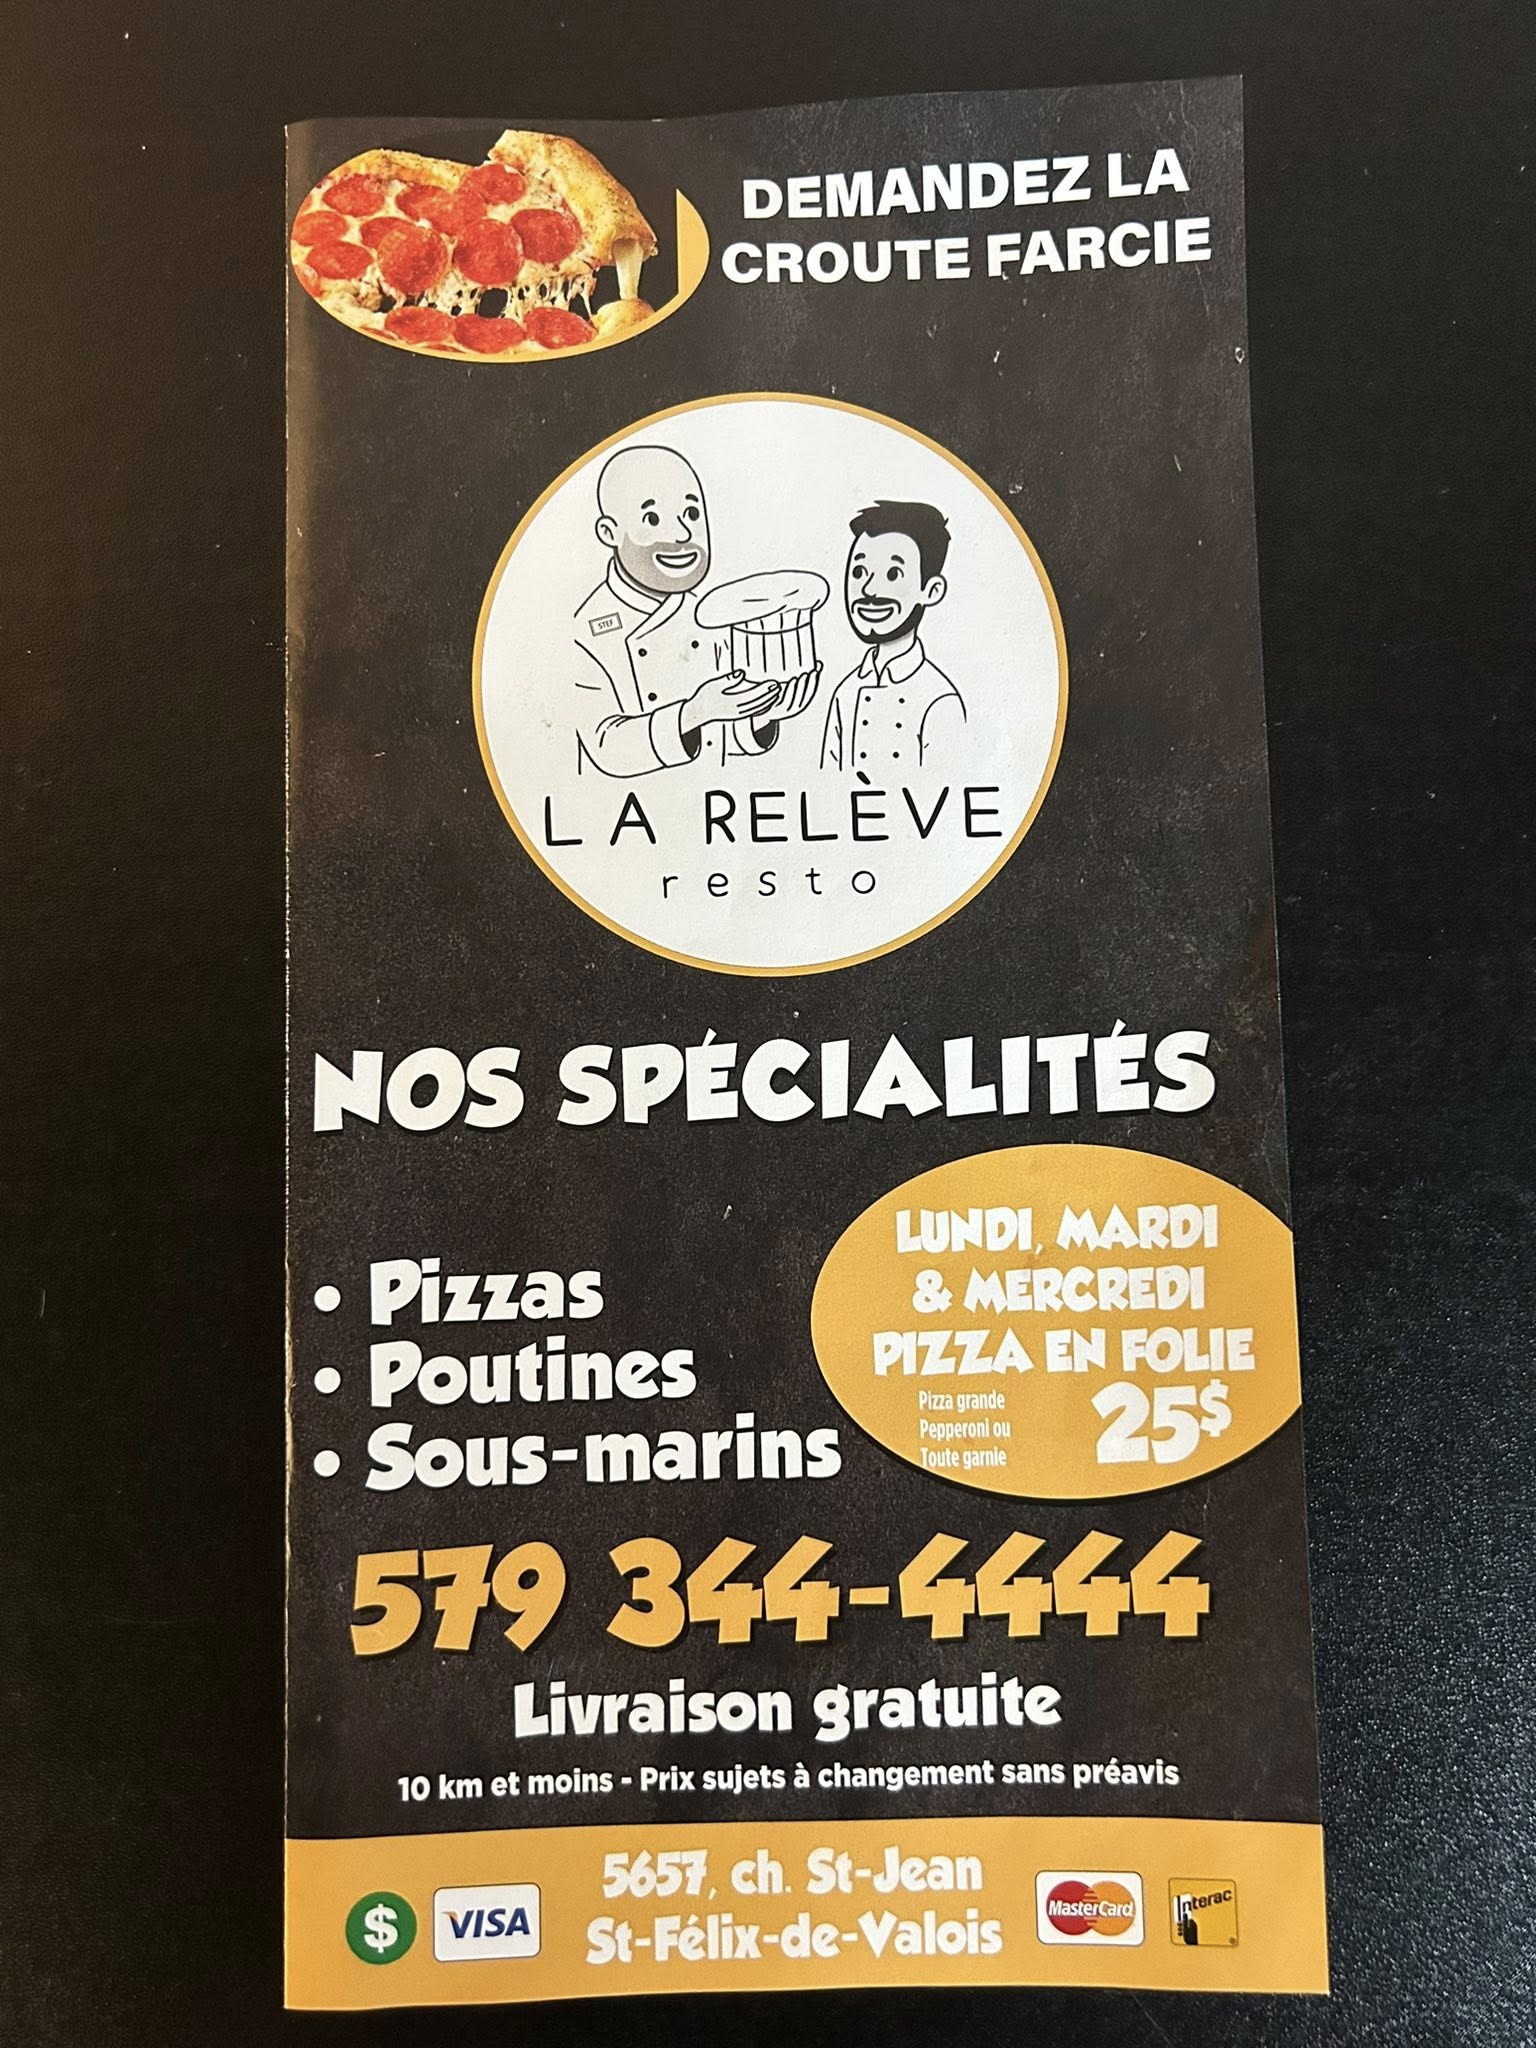 DEMANDEZ LA
CROUTE FARCIE
STEF
LA RELÈVE
resto
NOS SPÉCIALITÉS
• Pizzas
• Poutines
• Sous-marins
LUNDI, MARDI
& MERCREDI
PIZZA EN FOLIE
Pizza grande
Pepperoni ou
Toute garnie
25$
579 344-4444
Livraison gratuite
10 km et moins - Prix sujets à changement sans préavis
$
VISA
5657, ch. St-Jean
St-Félix-de-Valois
MasterCard
Interac